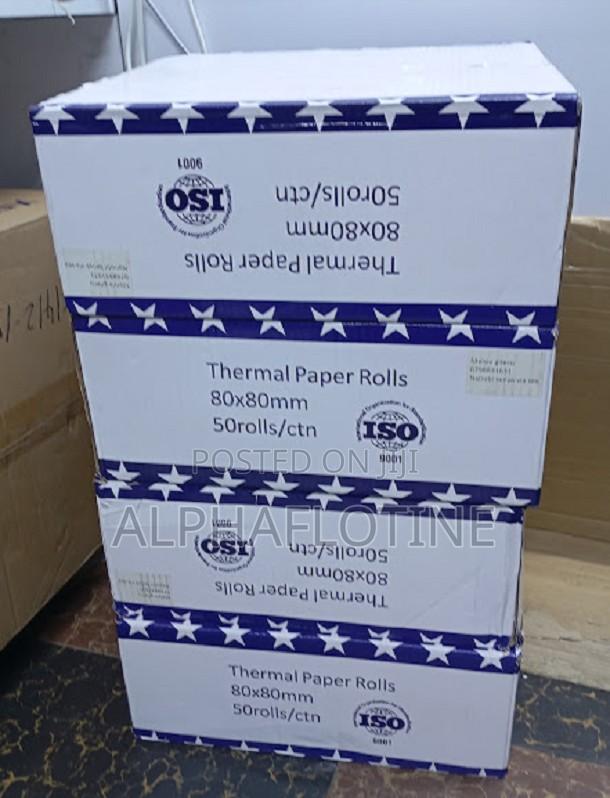 9001
ISO
50rolls/ctn
80x80mm
Thermal Paper Rolls
Thermal Paper Rolls
80x80mm
50rolls/ctn
ISO
9001
POSTED ON JIJI
ALPHAFLOTINE
9001
ISO
50rolls/ctn
80x80mm
Thermal Paper Rolls
Thermal Paper Rolls
80x80mm
50rolls/ctn
ISO
9001